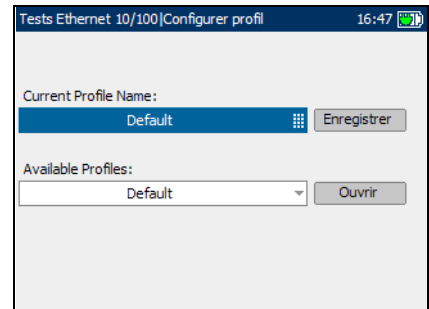 Tests Ethernet 10/100|Configurer profil 16:47
Current Profile Name:
Default Enregistrer
Available Profiles:
Default Ouvrir